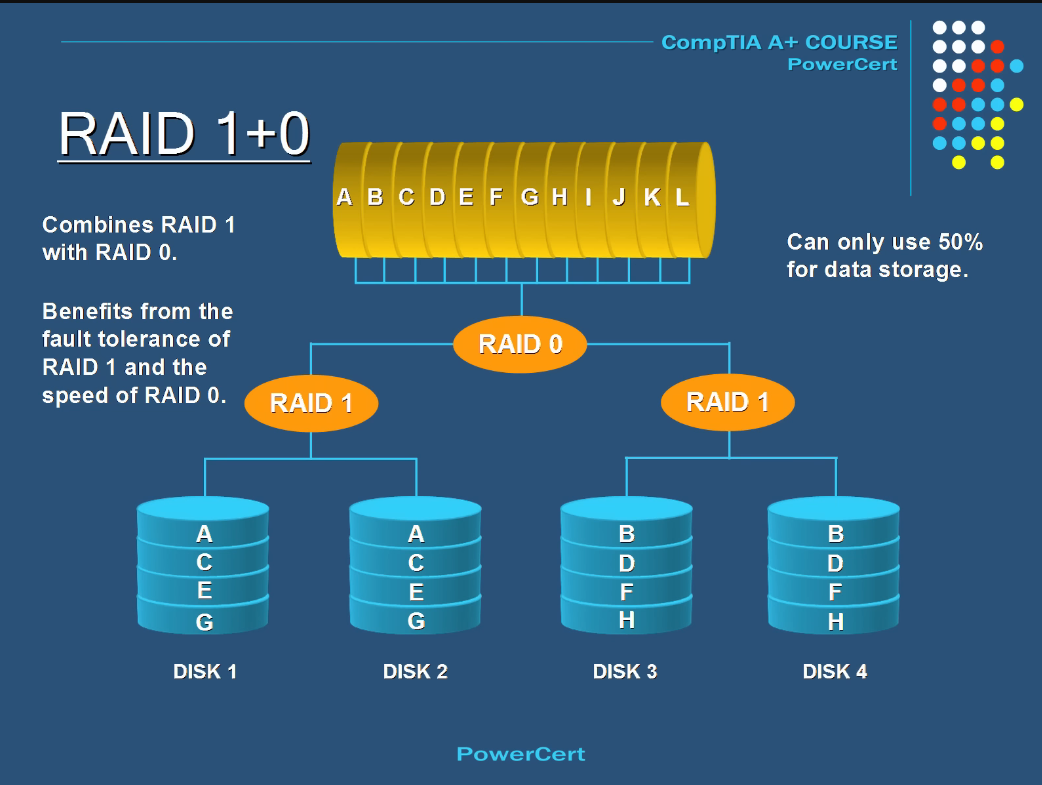 CompTIA A+ COURSE
PowerCert
RAID 1+0
A B C D E F G H I J K L
Combines RAID 1
with RAID 0.
Can only use 50%
for data storage.
Benefits from the
fault tolerance of
RAID 1 and the
speed of RAID 0.
RAID 0
RAID 1
RAID 1
A
C
E
G
A
C
E
G
B
D
F
H
B
D
F
H
DISK 1
DISK 2
DISK 3
DISK 4
PowerCert